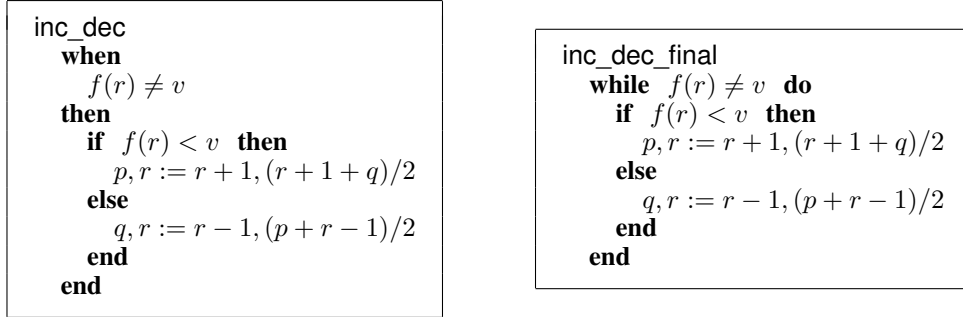 inc_dec
when
f(r) ≠ v
then
if f(r) < v then
p, r := r + 1, (r + 1 + q)/2
else
q, r := r − 1, (p + r − 1)/2
end
end
inc_dec_final
while f(r) ≠ v do
if f(r) < v then
p, r := r + 1, (r + 1 + q)/2
else
q, r := r − 1, (p + r − 1)/2
end
end